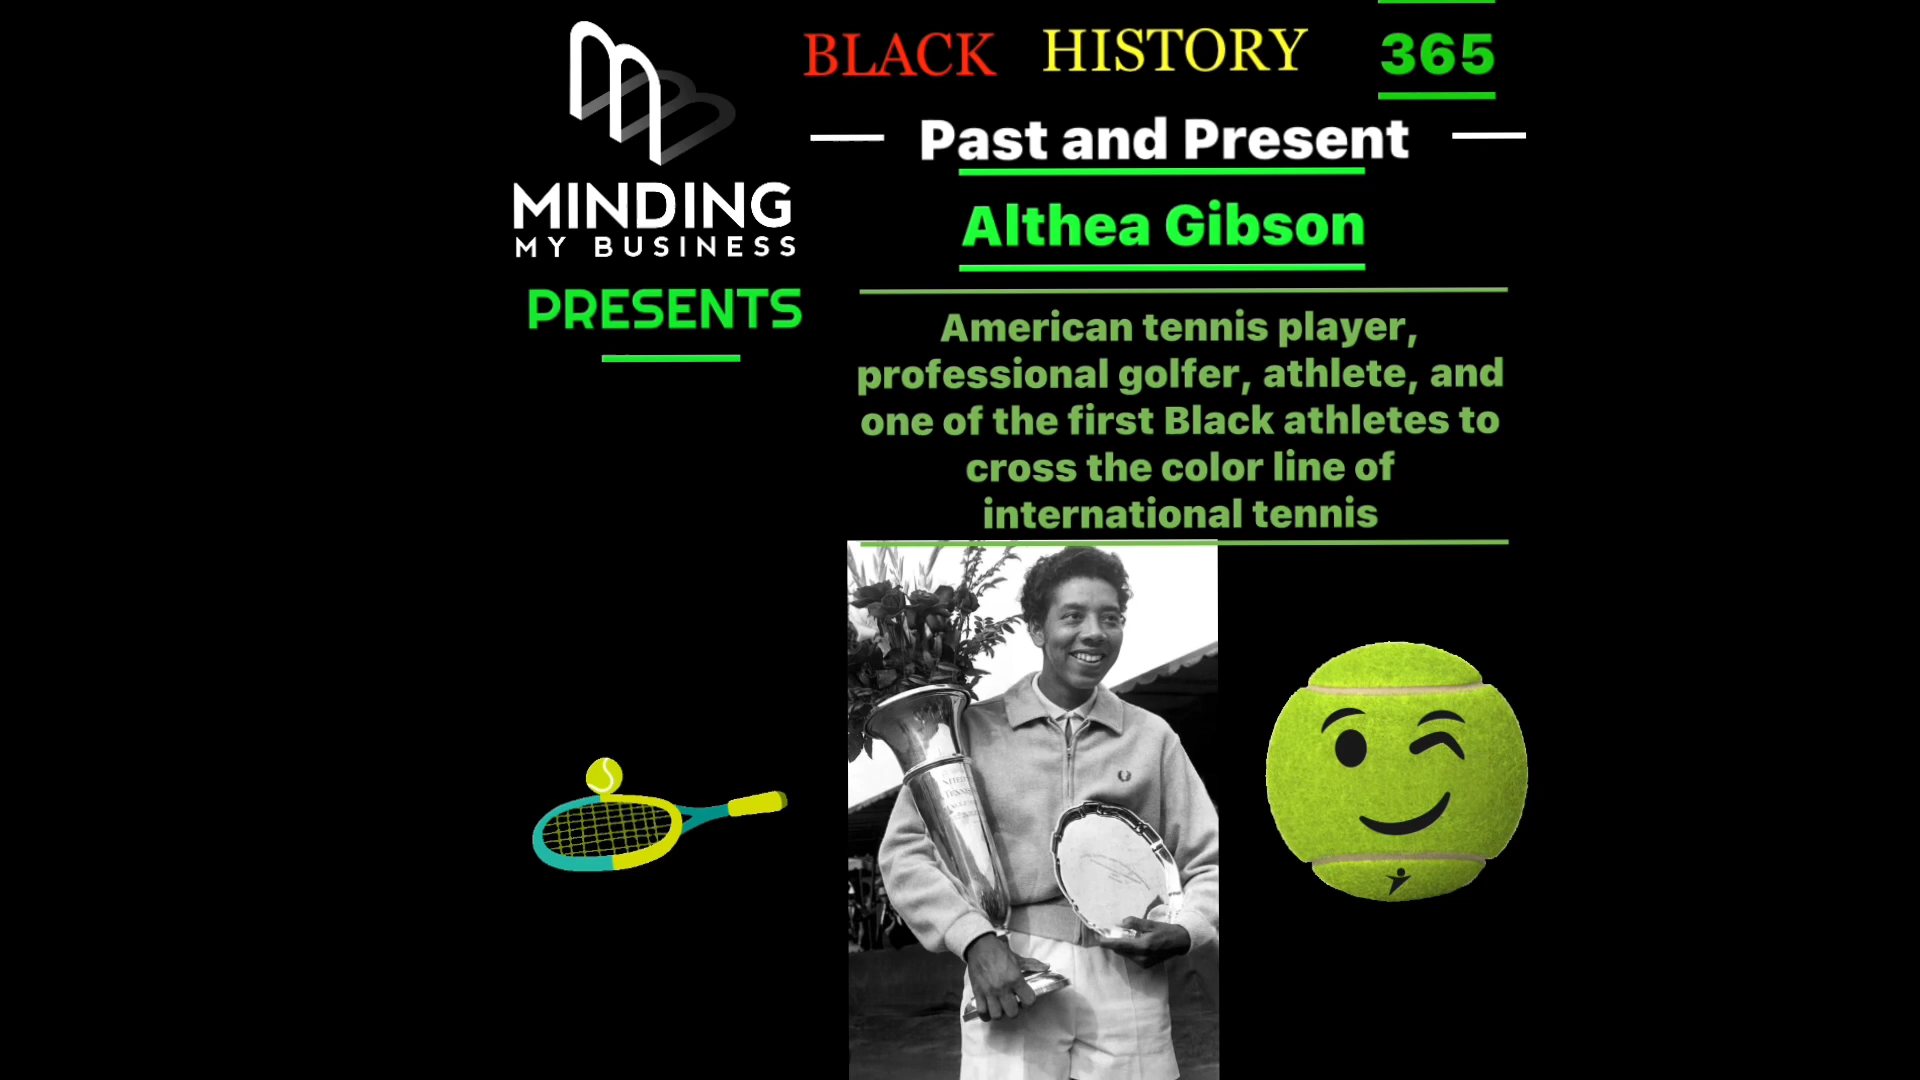 BLACK HISTORY 365
Past and Present
MINDING
MY BUSINESS
PRESENTS
Althea Gibson
American tennis player,
professional golfer, athlete, and
one of the first Black athletes to
cross the color line of
international tennis
TENNIS